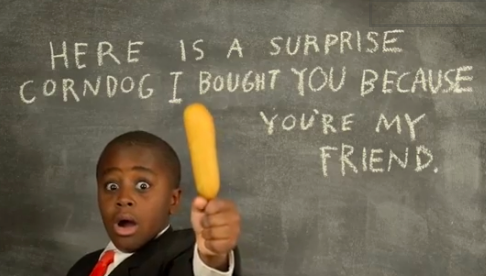 HERE IS A SURPRISE
CORNDOG I BOUGHT YOU BECAUSE
YOU'RE MY
FRIEND.